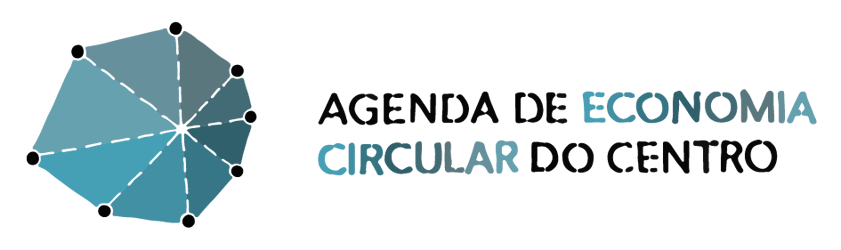 AGENDA DE ECONOMIA
CIRCULAR DO CENTRO